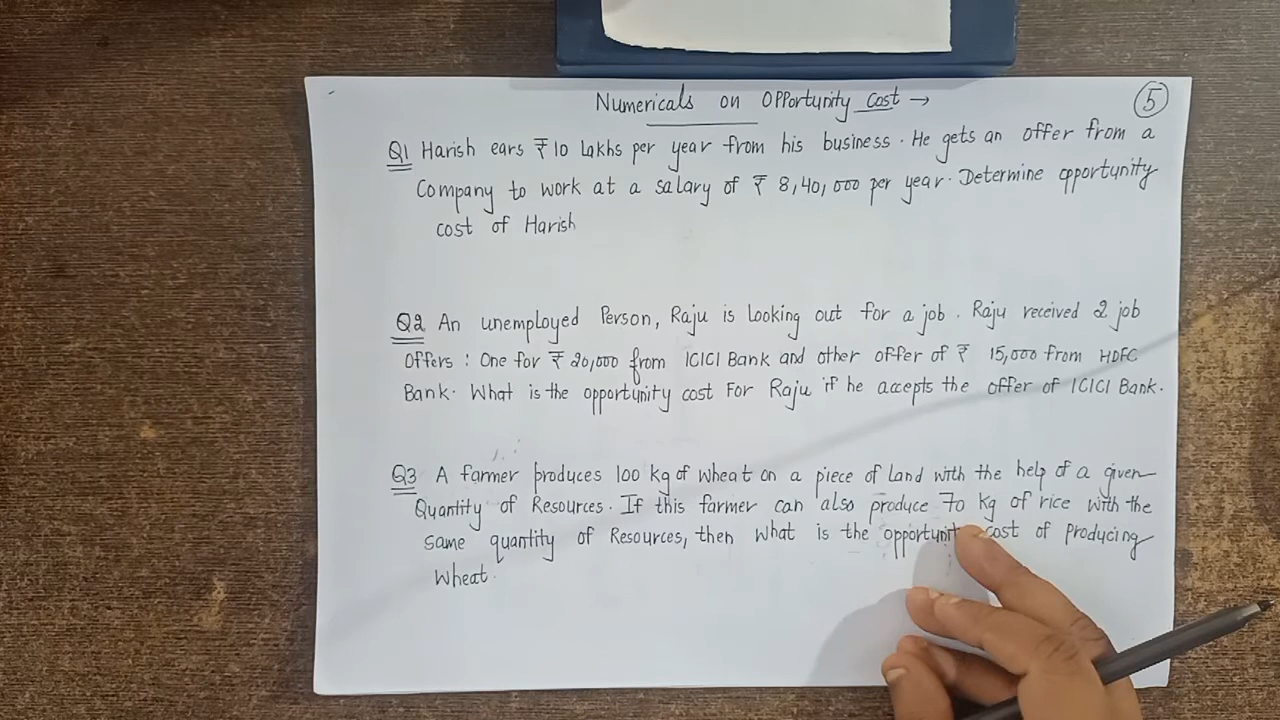 Numericals on Opportunity Cost →
5
Q1 Harish ears ₹ 10 Lakhs per year from his business. He gets an offer from a
Company to work at a salary of ₹ 8,40,000 per year. Determine opportunity
cost of Harish
Q2 An unemployed Person, Raju is looking out for a job. Raju received 2 job
Offers : One for ₹ 20,000 from ICICI Bank and other offer of ₹ 15,000 from HDFC
Bank. What is the opportunity cost For Raju if he accepts the offer of ICICI Bank.
Q3 A farmer produces 100 kg of wheat on a piece of Land with the help of a given
Quantity of Resources. If this farmer can also produce 70 kg of rice with the
same quantity of Resources, then What is the cost of Producing
Wheat.